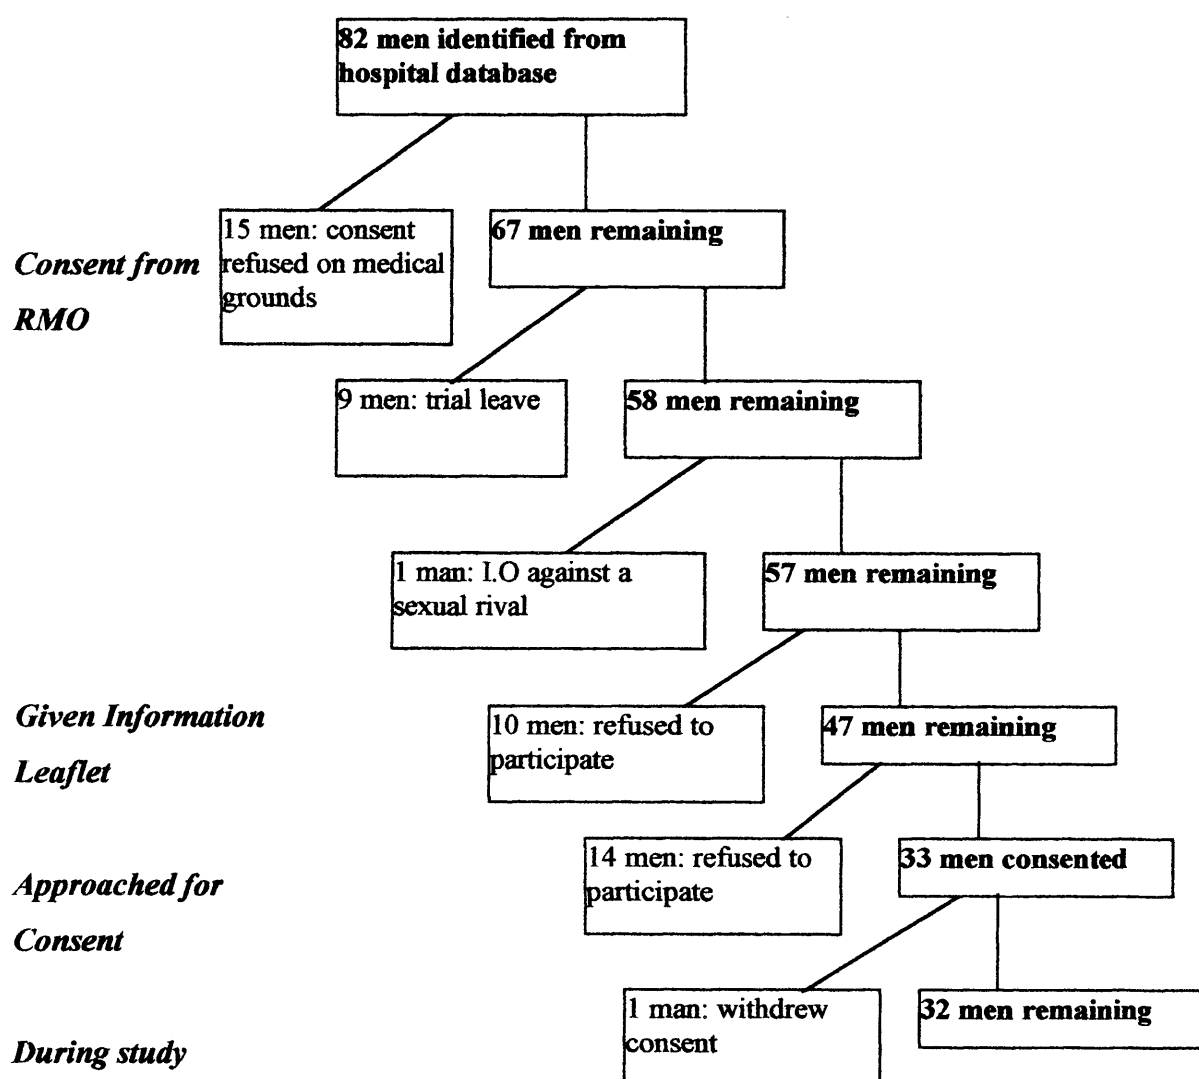 82 men identified from
hospital database
15 men: consent
refused on medical
grounds
67 men remaining
Consent from
RMO
9 men: trial leave
58 men remaining
1 man: I.O against a
sexual rival
57 men remaining
Given Information
Leaflet
10 men: refused to
participate
47 men remaining
14 men: refused to
participate
33 men consented
Approached for
Consent
1 man: withdrew
consent
32 men remaining
During study